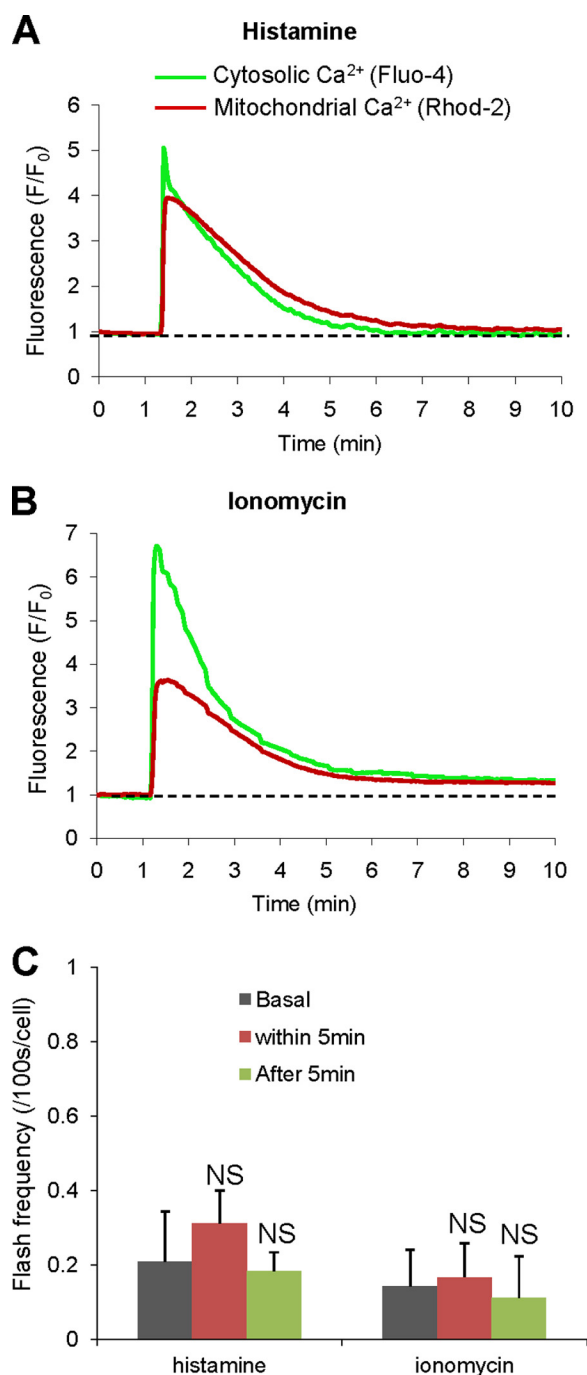 A
Histamine
Cytosolic Ca²⁺ (Fluo-4)
Mitochondrial Ca²⁺ (Rhod-2)
Fluorescence (F/F₀)
6
5
4
3
2
1
0
0 1 2 3 4 5 6 7 8 9 10
Time (min)
B
Ionomycin
Fluorescence (F/F₀)
7
6
5
4
3
2
1
0
0 1 2 3 4 5 6 7 8 9 10
Time (min)
C
Flash frequency (/100s/cell)
1
0.8
0.6
0.4
0.2
0
Basal
within 5min
After 5min
NS
NS
NS
NS
histamine
ionomycin